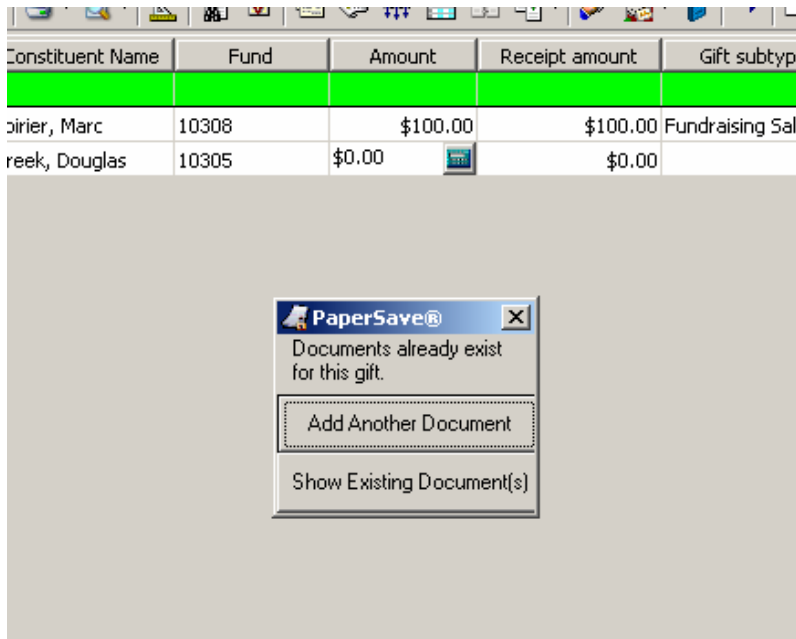 Constituent Name Fund Amount Receipt amount Gift subtyp
oirier, Marc 10308 $100.00 $100.00 Fundraising Sal
reek, Douglas 10305 $0.00 $0.00
PaperSave®
Documents already exist
for this gift.
Add Another Document
Show Existing Document(s)